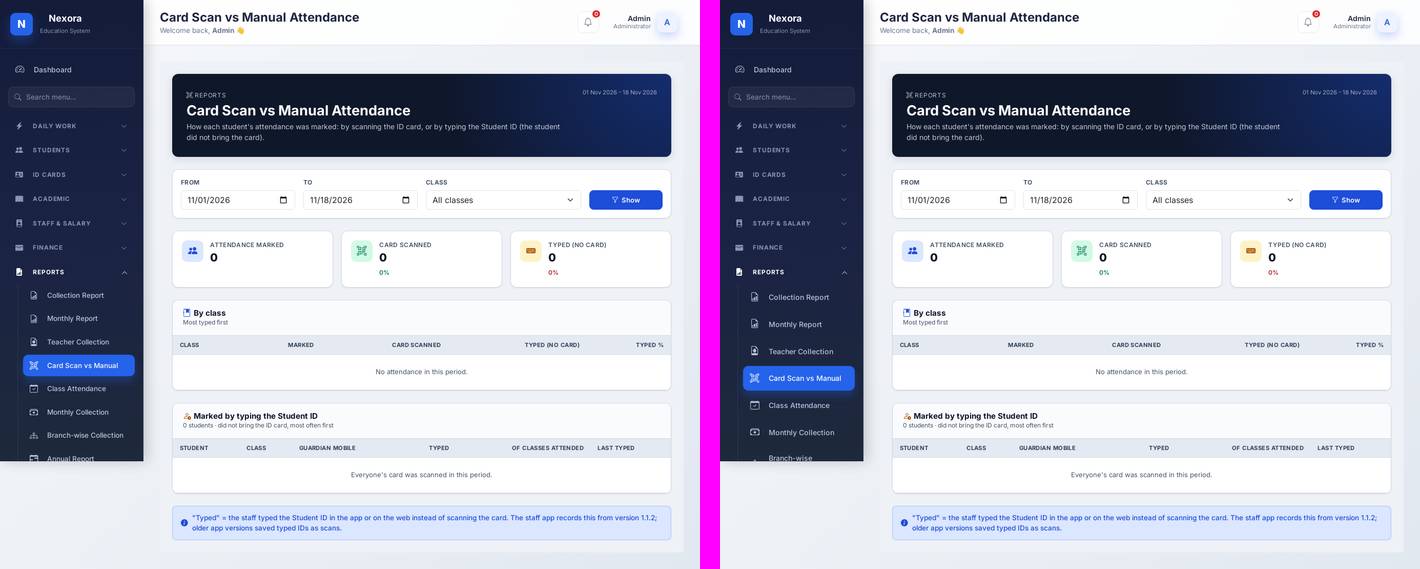 N
Nexora
Education System
Dashboard
Search menu...
DAILY WORK
STUDENTS
ID CARDS
ACADEMIC
STAFF & SALARY
FINANCE
REPORTS
Collection Report
Monthly Report
Teacher Collection
Card Scan vs Manual
Class Attendance
Monthly Collection
Branch-wise Collection
Annual Report
Card Scan vs Manual Attendance
Welcome back, Admin 👋
0
Admin
Administrator
A
REPORTS
01 Nov 2026 - 18 Nov 2026
Card Scan vs Manual Attendance
How each student's attendance was marked: by scanning the ID card, or by typing the Student ID (the student
did not bring the card).
FROM TO CLASS
11/01/2026 11/18/2026 All classes Show
ATTENDANCE MARKED CARD SCANNED TYPED (NO CARD)
0 0 0
0% 0%
By class
Most typed first
CLASS MARKED CARD SCANNED TYPED (NO CARD) TYPED %
No attendance in this period.
Marked by typing the Student ID
0 students · did not bring the ID card, most often first
STUDENT CLASS GUARDIAN MOBILE TYPED OF CLASSES ATTENDED LAST TYPED
Everyone's card was scanned in this period.
"Typed" = the staff typed the Student ID in the app or on the web instead of scanning the card. The staff app records this from version 1.1.2;
older app versions saved typed IDs as scans.
N
Nexora
Education System
Dashboard
Search menu...
DAILY WORK
STUDENTS
ID CARDS
ACADEMIC
STAFF & SALARY
FINANCE
REPORTS
Collection Report
Monthly Report
Teacher Collection
Card Scan vs Manual
Class Attendance
Monthly Collection
Branch-wise
Card Scan vs Manual Attendance
Welcome back, Admin 👋
0
Admin
Administrator
A
REPORTS
01 Nov 2026 - 18 Nov 2026
Card Scan vs Manual Attendance
How each student's attendance was marked: by scanning the ID card, or by typing the Student ID (the student
did not bring the card).
FROM TO CLASS
11/01/2026 11/18/2026 All classes Show
ATTENDANCE MARKED CARD SCANNED TYPED (NO CARD)
0 0 0
0% 0%
By class
Most typed first
CLASS MARKED CARD SCANNED TYPED (NO CARD) TYPED %
No attendance in this period.
Marked by typing the Student ID
0 students · did not bring the ID card, most often first
STUDENT CLASS GUARDIAN MOBILE TYPED OF CLASSES ATTENDED LAST TYPED
Everyone's card was scanned in this period.
"Typed" = the staff typed the Student ID in the app or on the web instead of scanning the card. The staff app records this from version 1.1.2;
older app versions saved typed IDs as scans.